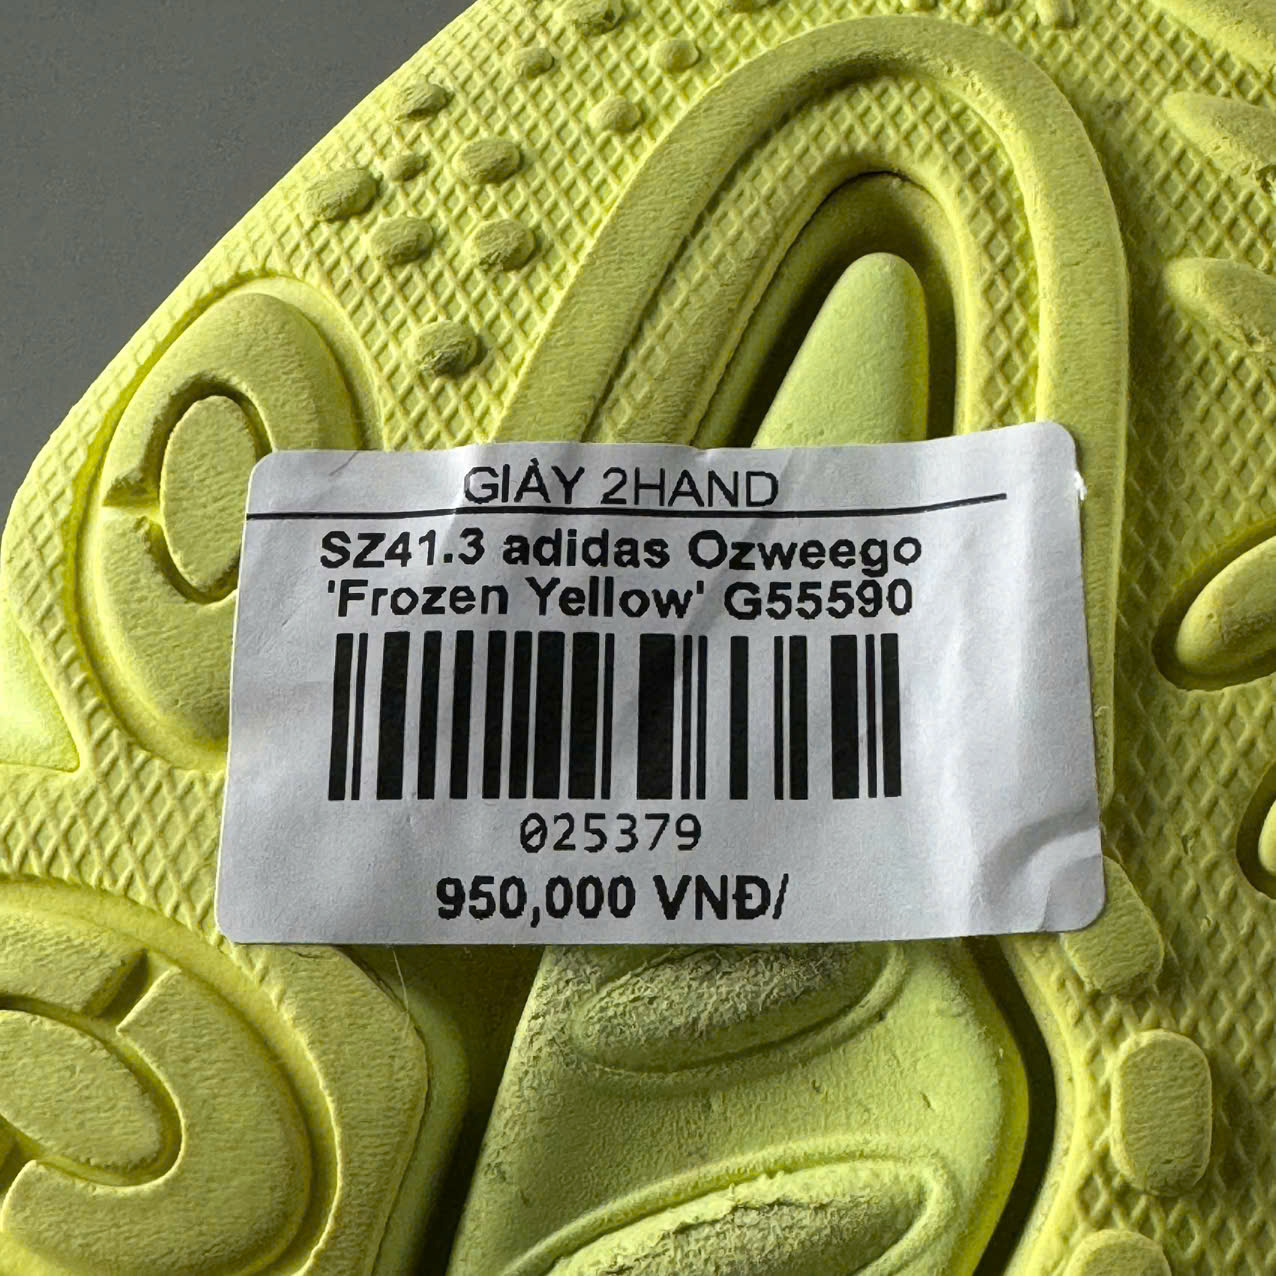 GIÀY 2HAND
SZ41.3 adidas Ozweego
'Frozen Yellow' G55590
025379
950,000 VNĐ/